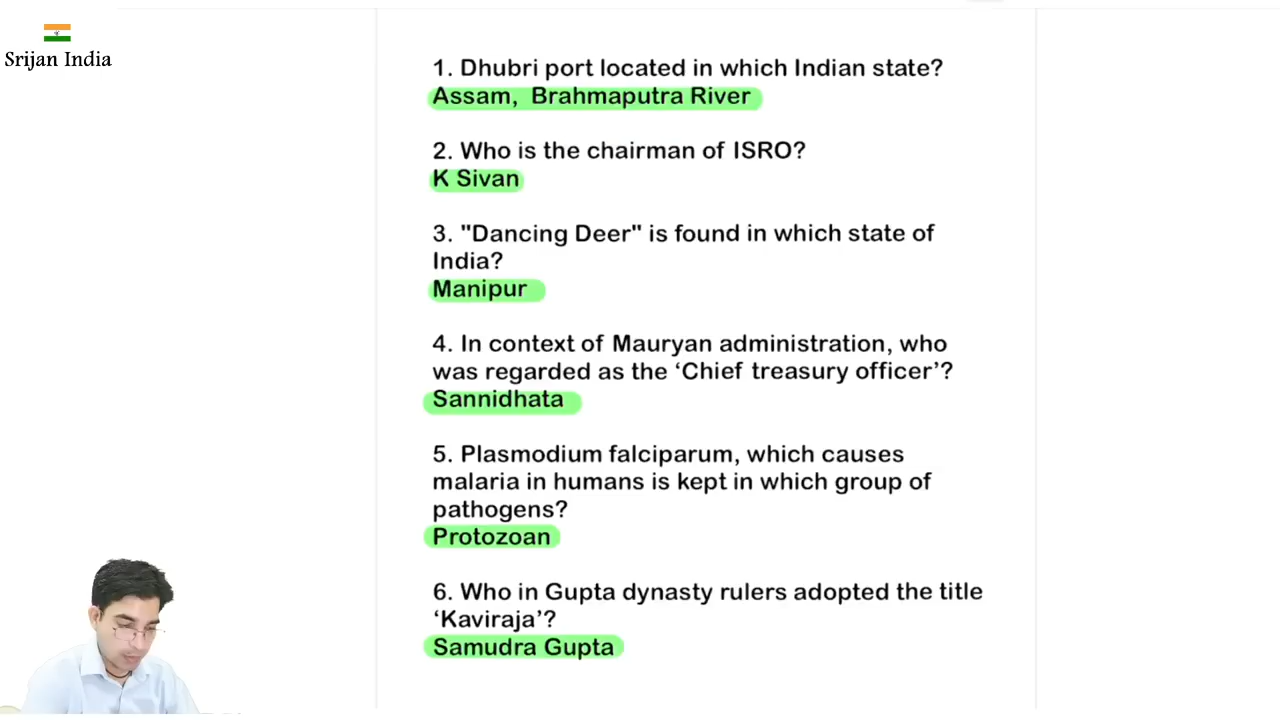 Srijan India
1. Dhubri port located in which Indian state?
Assam, Brahmaputra River
2. Who is the chairman of ISRO?
K Sivan
3. "Dancing Deer" is found in which state of
India?
Manipur
4. In context of Mauryan administration, who
was regarded as the ‘Chief treasury officer’?
Sannidhata
5. Plasmodium falciparum, which causes
malaria in humans is kept in which group of
pathogens?
Protozoan
6. Who in Gupta dynasty rulers adopted the title
‘Kaviraja’?
Samudra Gupta